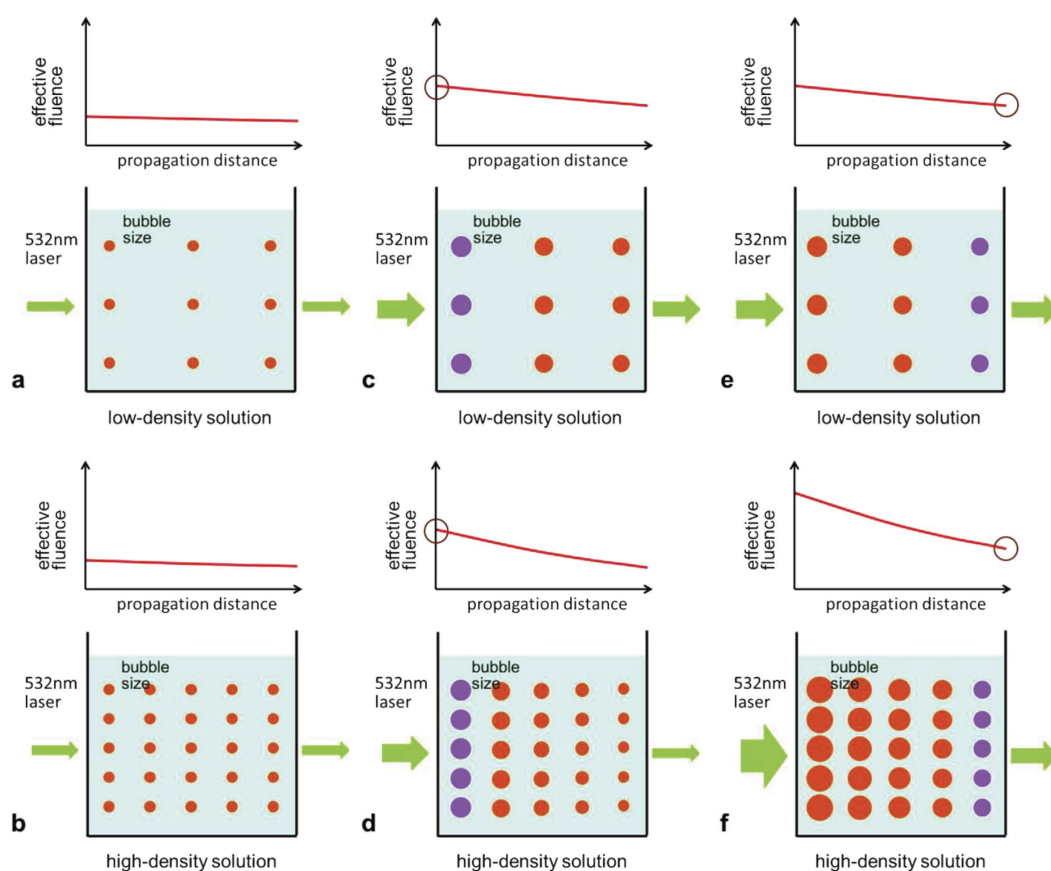 effective
fluence
propagation distance
532nm
laser
bubble
size
a
low-density solution
effective
fluence
propagation distance
532nm
laser
bubble
size
c
low-density solution
effective
fluence
propagation distance
532nm
laser
bubble
size
e
low-density solution
effective
fluence
propagation distance
532nm
laser
bubble
size
b
high-density solution
effective
fluence
propagation distance
532nm
laser
bubble
size
d
high-density solution
effective
fluence
propagation distance
532nm
laser
bubble
size
f
high-density solution